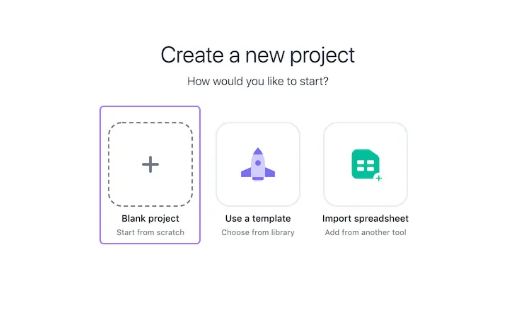 Create a new project
How would you like to start?
Blank project
Start from scratch
Use a template
Choose from library
Import spreadsheet
Add from another tool